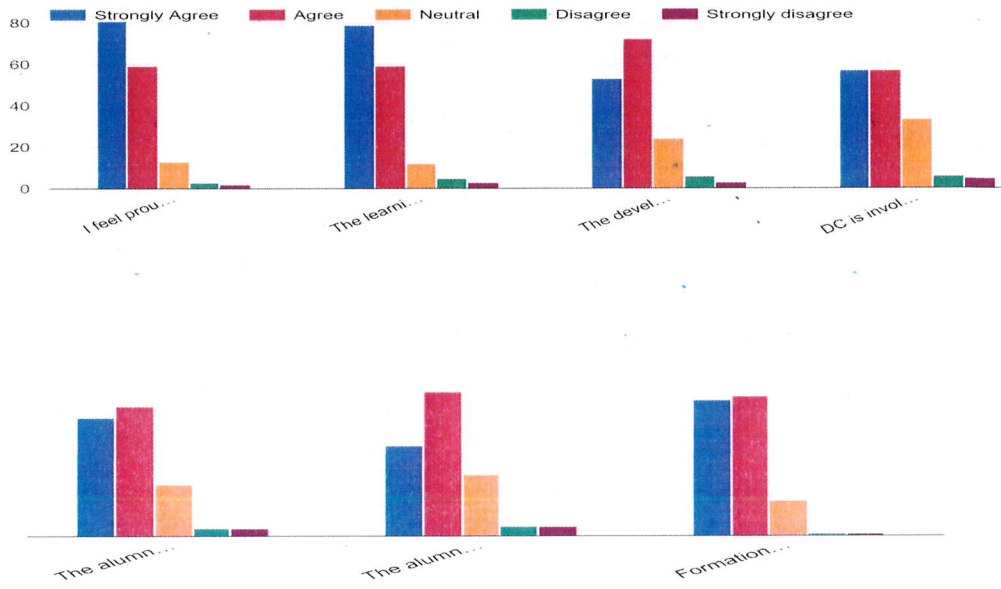 Strongly Agree Agree Neutral Disagree Strongly disagree
80
60
40
20
0
I feel prou...
The learni...
The devel...
DC is invol...
The alumn...
The alumn...
Formation...